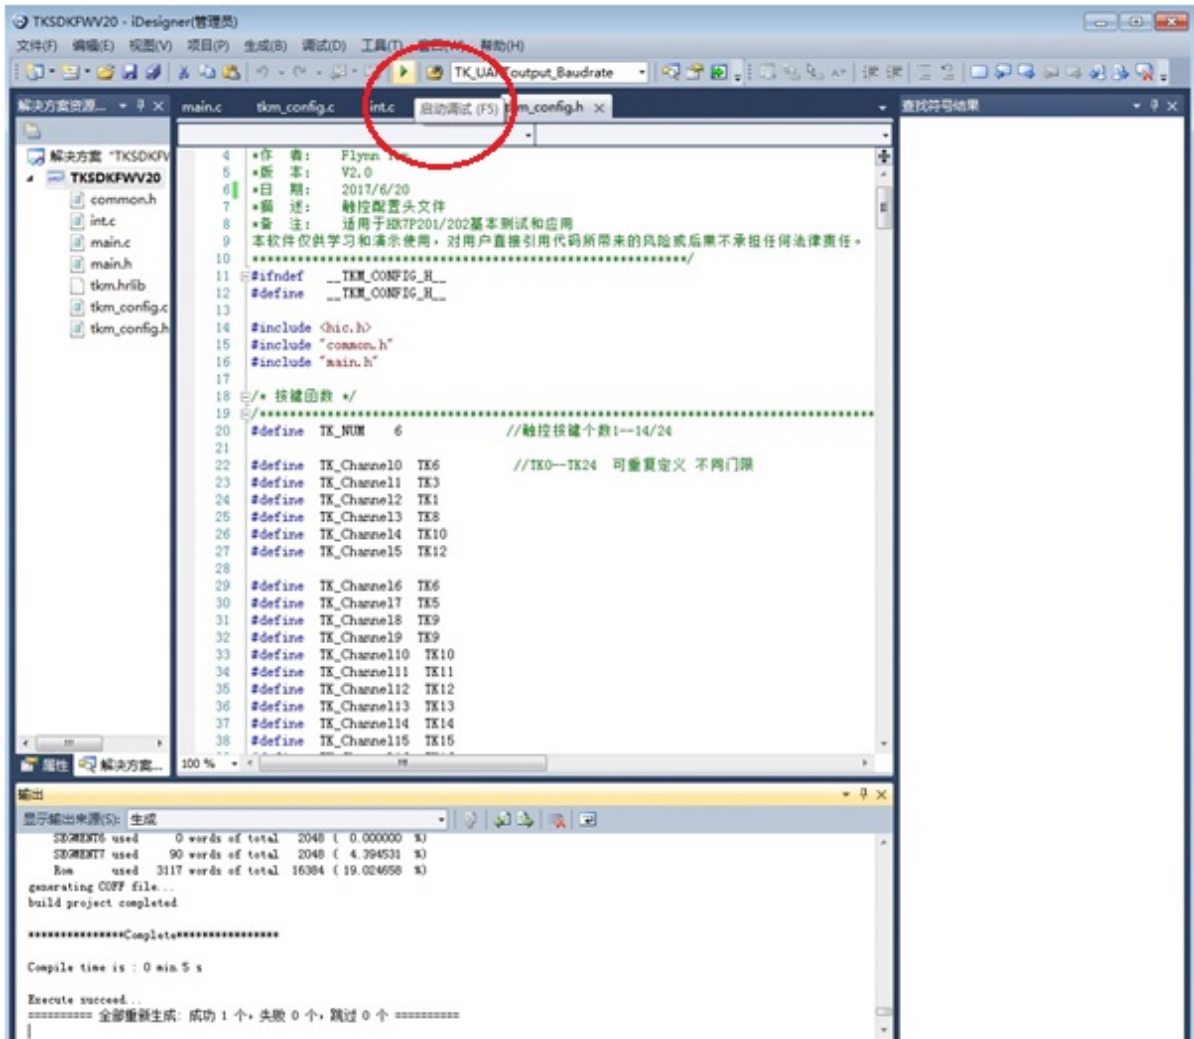 TKSDKFWV20 - iDesigner(管理员)
文件(F) 编辑(E) 视图(V) 项目(P) 生成(B) 调试(D) 工具(T) 窗口(W) 帮助(H)
TK_UARToutput_Baudrate
解决方案资源...
main.c tkm_config.c int.c 启动调试 (F5) tkm_config.h
查找符号结果
解决方案 "TKSDKFV
TKSDKFWV20
common.h
int.c
main.c
main.h
tkm.hrlib
tkm_config.c
tkm_config.h
4 *作 者: Flynn
5 *版 本: V2.0
6 *日 期: 2017/6/20
7 *描 述: 触控配置头文件
8 *备 注: 适用于HR7P201/202基本测试和应用
9 本软件仅供学习和演示使用，对用户直接引用代码所带来的风险或后果不承担任何法律责任。
10 ***************************************************************/
11 #ifndef __TKM_CONFIG_H__
12 #define __TKM_CONFIG_H__
13
14 #include <hic.h>
15 #include "common.h"
16 #include "main.h"
17
18 /* 按键函数 */
19 /******************************************************************************************
20 #define TK_NUM 6 //触控按键个数1--14/24
21
22 #define TK_Channel0 TK6 //TK0--TK24 可重复定义 不同门限
23 #define TK_Channel1 TK3
24 #define TK_Channel2 TK1
25 #define TK_Channel3 TK8
26 #define TK_Channel4 TK10
27 #define TK_Channel5 TK12
28
29 #define TK_Channel6 TK6
30 #define TK_Channel7 TK5
31 #define TK_Channel8 TK9
32 #define TK_Channel9 TK9
33 #define TK_Channel10 TK10
34 #define TK_Channel11 TK11
35 #define TK_Channel12 TK12
36 #define TK_Channel13 TK13
37 #define TK_Channel14 TK14
38 #define TK_Channel15 TK15
属性 解决方案...
100 %
输出
显示输出来源(S): 生成
SEGMENT6 used 0 words of total 2048 ( 0.000000 %)
SEGMENT7 used 90 words of total 2048 ( 4.394531 %)
Rom used 3117 words of total 16384 ( 19.024658 %)
generating COFF file...
build project completed
***************Complete****************
Compile time is : 0 min 5 s
Execute succeed...
========== 全部重新生成: 成功 1 个，失败 0 个，跳过 0 个 ==========